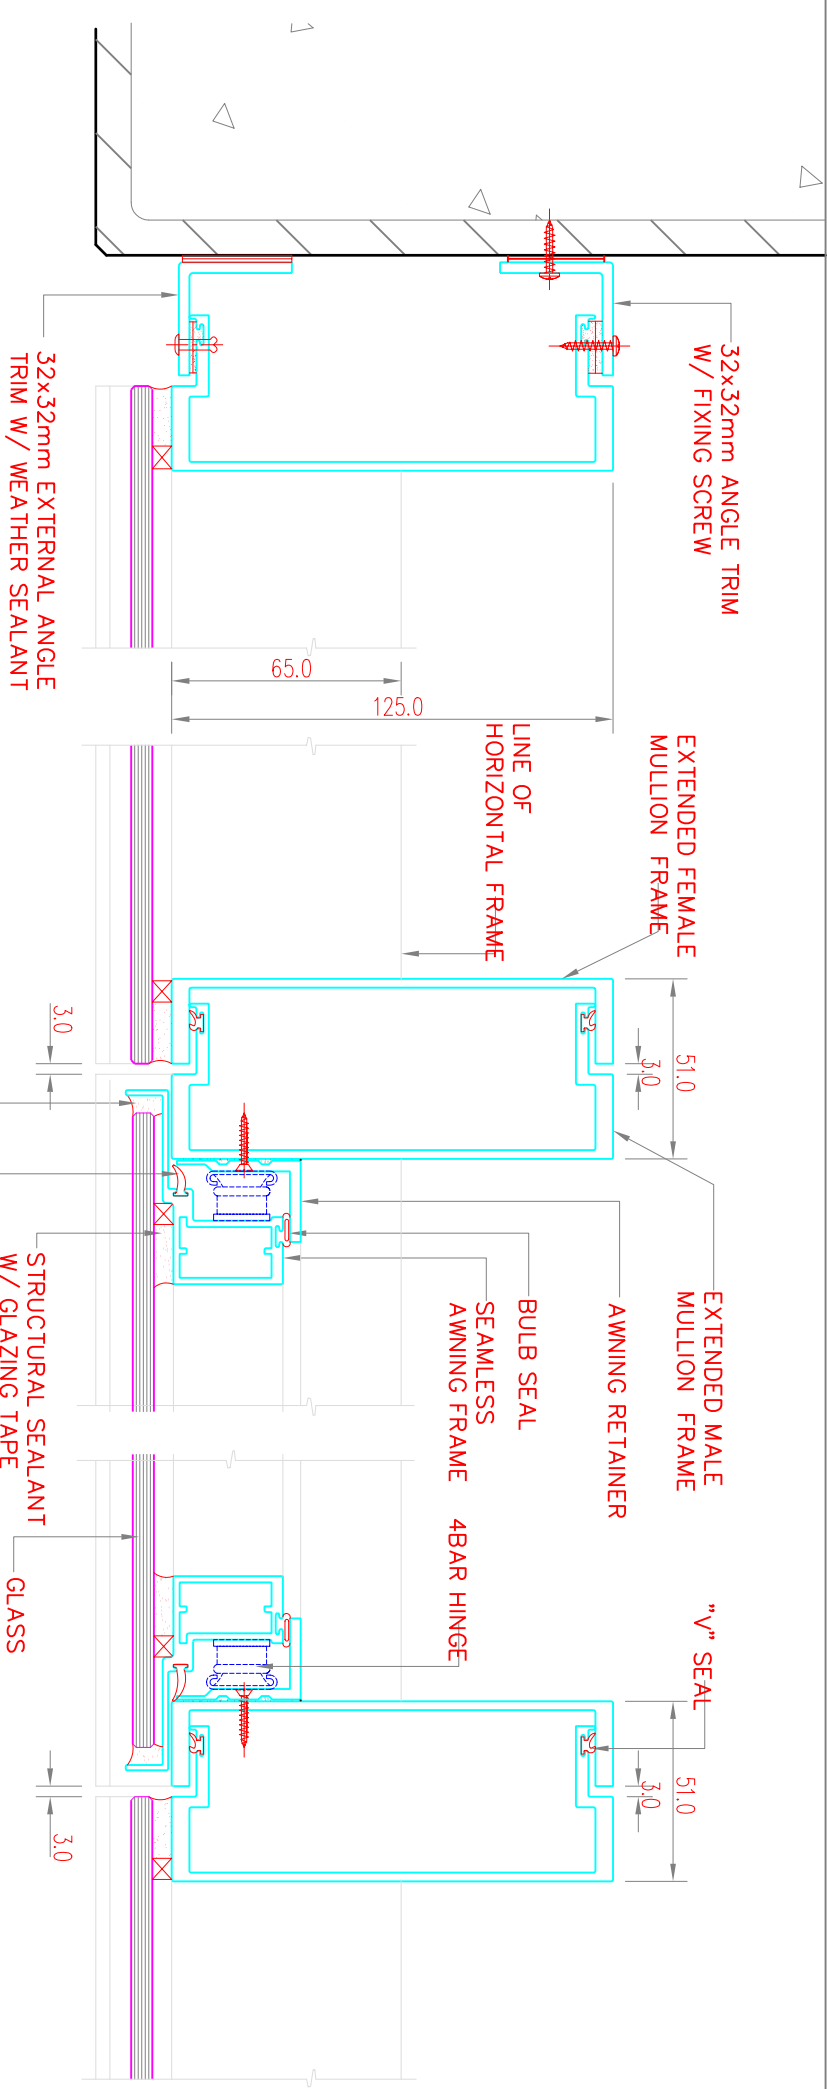 32x32mm ANGLE TRIM
W/ FIXING SCREW
32x32mm EXTERNAL ANGLE
TRIM W/ WEATHER SEALANT
65.0
125.0
LINE OF
HORIZONTAL FRAME
EXTENDED FEMALE
MULLION FRAME
3.0
51.0
3.0
EXTENDED MALE
MULLION FRAME
AWNING RETAINER
BULB SEAL
SEAMLESS
AWNING FRAME
STRUCTURAL SEALANT
W/ GLAZING TAPE
4BAR HINGE
GLASS
"V" SEAL
51.0
3.0
3.0